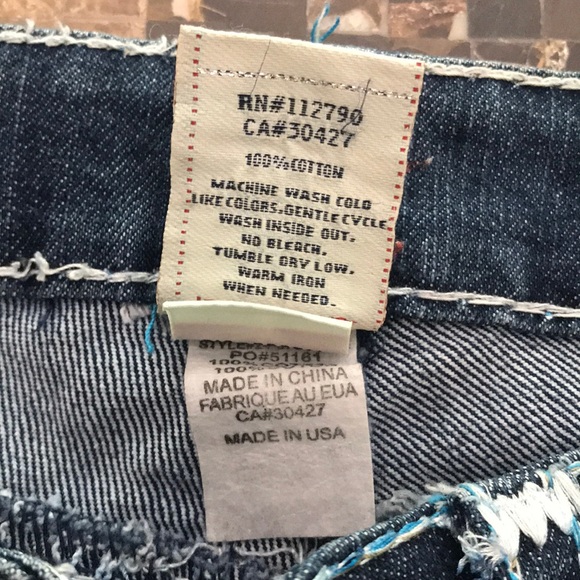 RN#112790
CA#30427
100%COTTON
MACHINE WASH COLD
LIKE COLORS.GENTLE CYCLE
WASH INSIDE OUT.
NO BLEACH.
TUMBLE DRY LOW.
WARM IRON
WHEN NEEDED.
PO#51161
MADE IN CHINA
FABRIQUE AU EUA
CA#30427
MADE IN USA